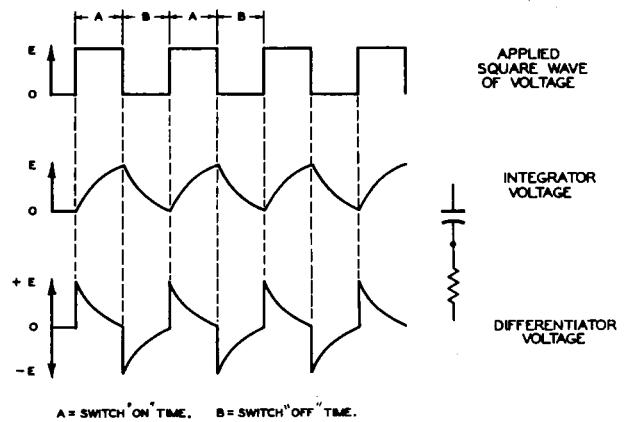 A B A B
E
O
APPLIED
SQUARE WAVE
OF VOLTAGE
E
O
INTEGRATOR
VOLTAGE
+ E
O
- E
DIFFERENTIATOR
VOLTAGE
A = SWITCH "ON" TIME. B = SWITCH "OFF" TIME.